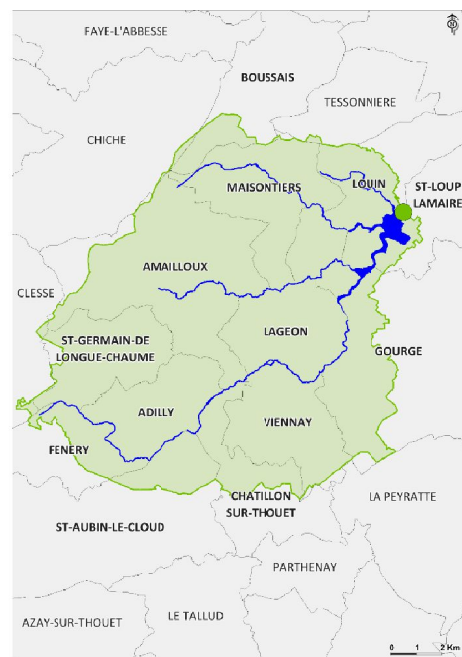 FAYE-L'ABBESSE
BOUSSAIS
TESSONNIERE
CHICHE
MAISONTIERS
LOUIN
ST-LOUP
LAMAIRE
AMAILLOUX
CLESSE
LAGEON
ST-GERMAIN-DE
LONGUE-CHAUME
GOURGE
ADILLY
VIENNAY
FENERY
CHATILLON
SUR-THOUET
LA PEYRATTE
ST-AUBIN-LE-CLOUD
PARTHENAY
LE TALLUD
AZAY-SUR-THOUET
0 1 2 Km